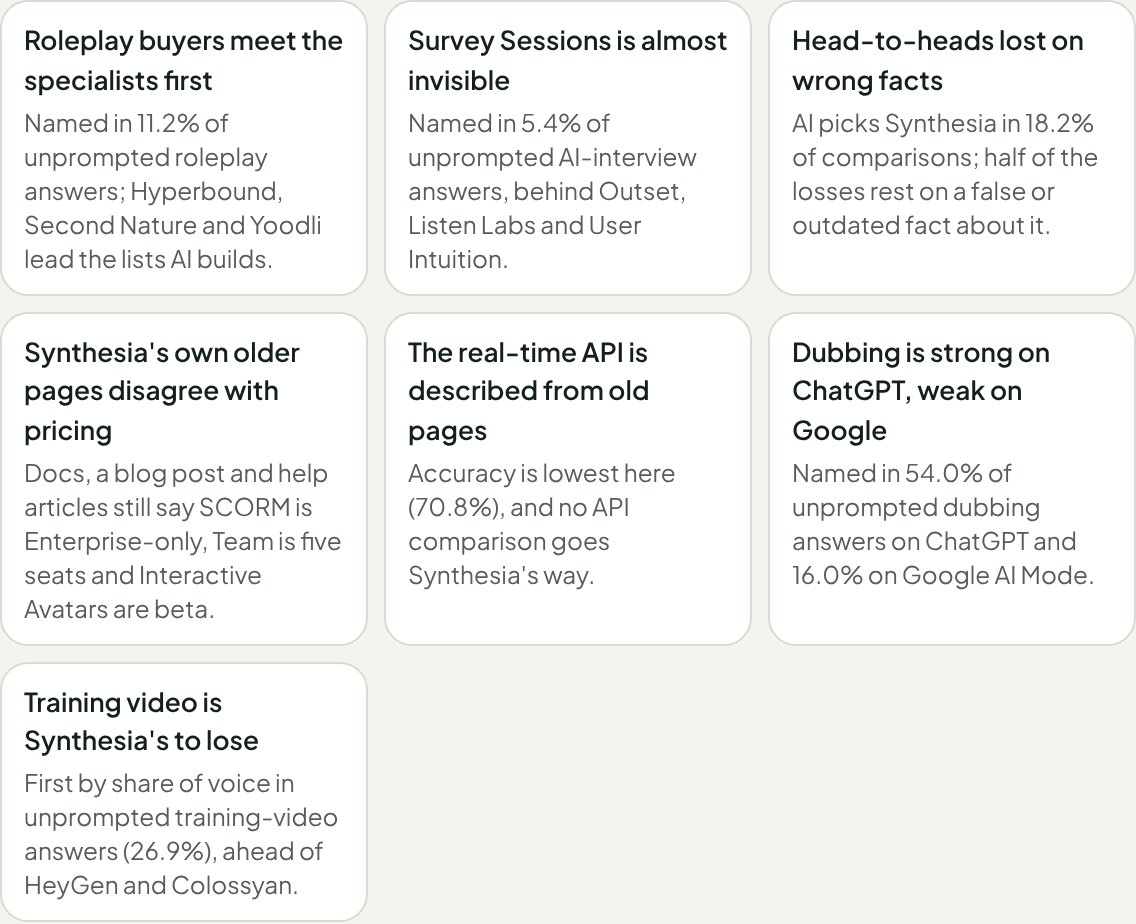 Roleplay buyers meet the
specialists first
Named in 11.2% of
unprompted roleplay
answers; Hyperbound,
Second Nature and Yoodli
lead the lists AI builds.
Survey Sessions is almost
invisible
Named in 5.4% of
unprompted AI-interview
answers, behind Outset,
Listen Labs and User
Intuition.
Head-to-heads lost on
wrong facts
AI picks Synthesia in 18.2%
of comparisons; half of the
losses rest on a false or
outdated fact about it.
Synthesia's own older
pages disagree with
pricing
Docs, a blog post and help
articles still say SCORM is
Enterprise-only, Team is five
seats and Interactive
Avatars are beta.
The real-time API is
described from old
pages
Accuracy is lowest here
(70.8%), and no API
comparison goes
Synthesia's way.
Dubbing is strong on
ChatGPT, weak on
Google
Named in 54.0% of
unprompted dubbing
answers on ChatGPT and
16.0% on Google AI Mode.
Training video is
Synthesia's to lose
First by share of voice in
unprompted training-video
answers (26.9%), ahead of
HeyGen and Colossyan.